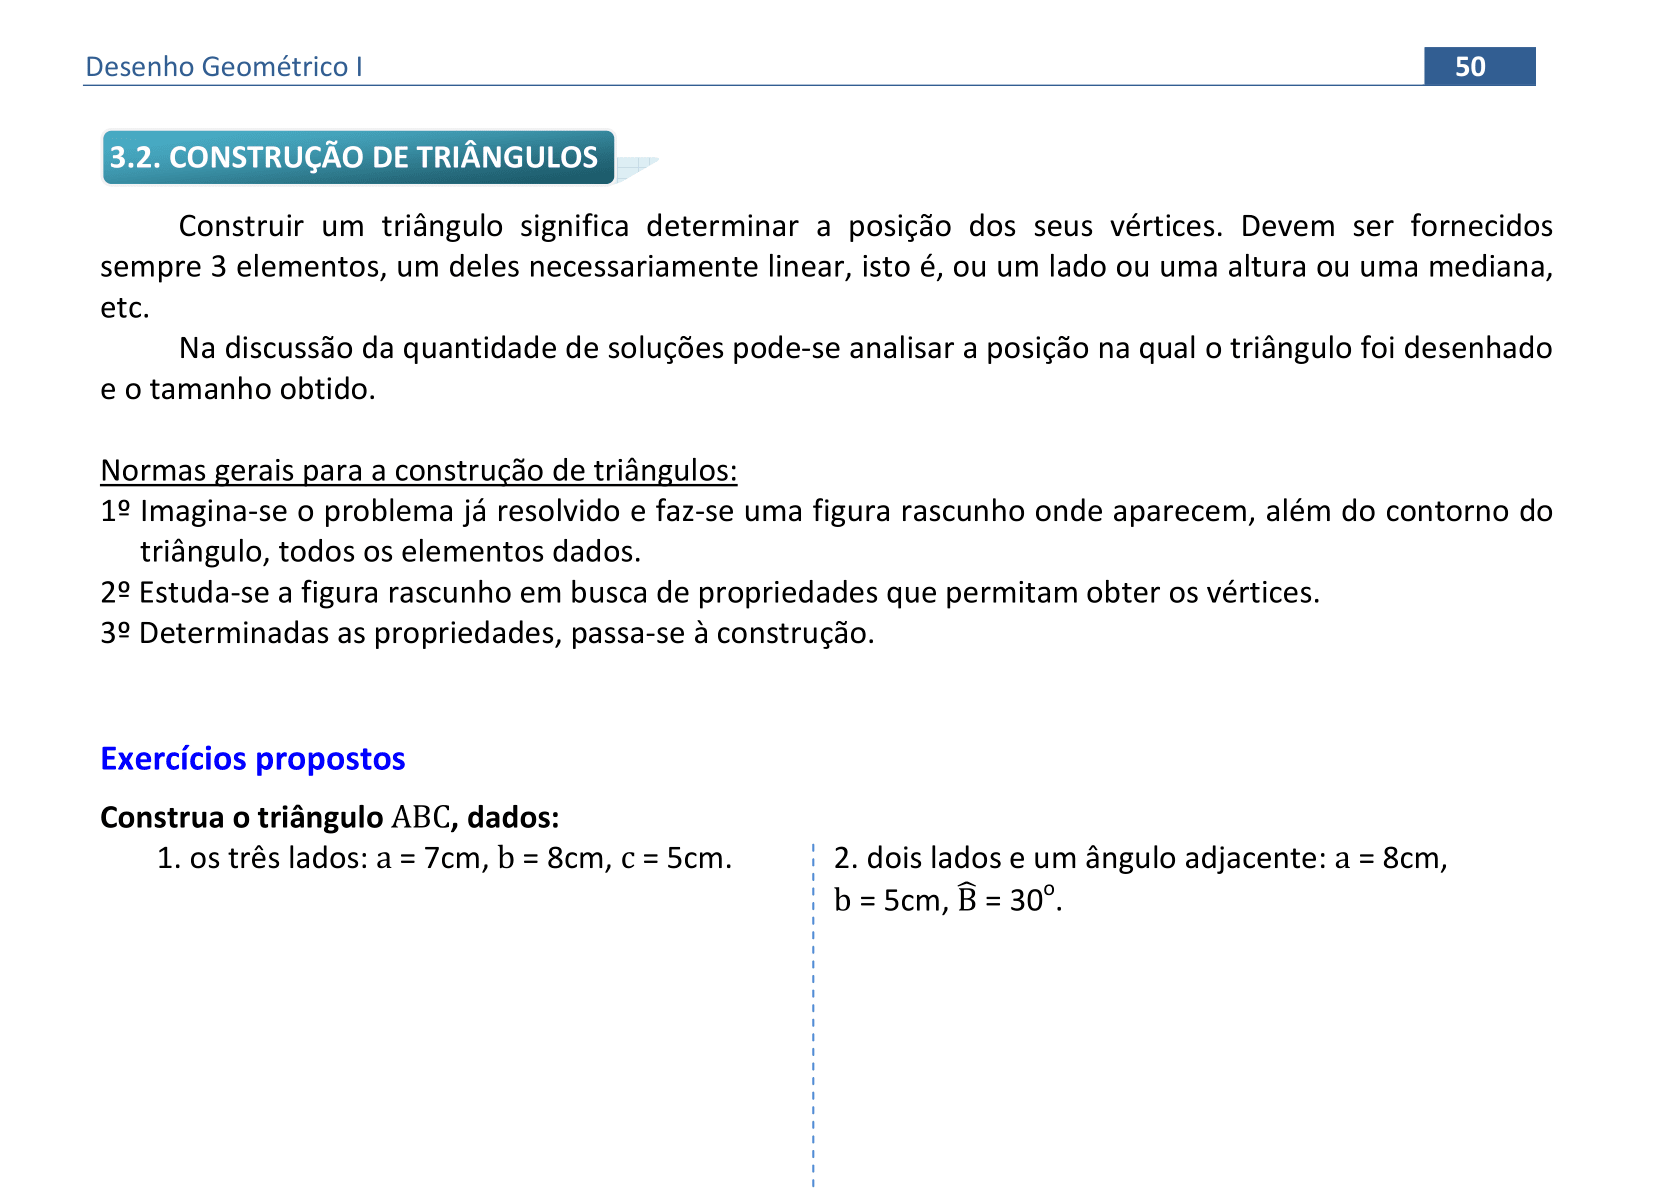 Desenho Geométrico I
50
3.2. CONSTRUÇÃO DE TRIÂNGULOS
Construir um triângulo significa determinar a posição dos seus vértices. Devem ser fornecidos
sempre 3 elementos, um deles necessariamente linear, isto é, ou um lado ou uma altura ou uma mediana,
etc.
Na discussão da quantidade de soluções pode-se analisar a posição na qual o triângulo foi desenhado
e o tamanho obtido.
Normas gerais para a construção de triângulos:
1º Imagina-se o problema já resolvido e faz-se uma figura rascunho onde aparecem, além do contorno do
triângulo, todos os elementos dados.
2º Estuda-se a figura rascunho em busca de propriedades que permitam obter os vértices.
3º Determinadas as propriedades, passa-se à construção.
Exercícios propostos
Construa o triângulo ABC, dados:
1. os três lados: a = 7cm, b = 8cm, c = 5cm.
2. dois lados e um ângulo adjacente: a = 8cm,
b = 5cm, B̂ = 30º.